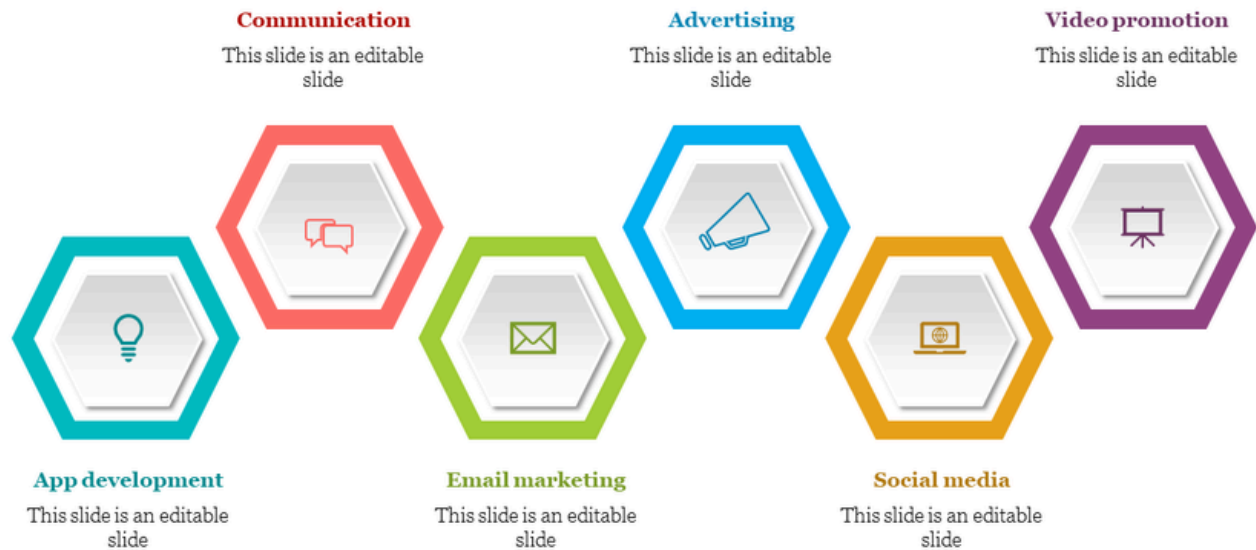 Communication
This slide is an editable
slide
Advertising
This slide is an editable
slide
Video promotion
This slide is an editable
slide
App development
This slide is an editable
slide
Email marketing
This slide is an editable
slide
Social media
This slide is an editable
slide